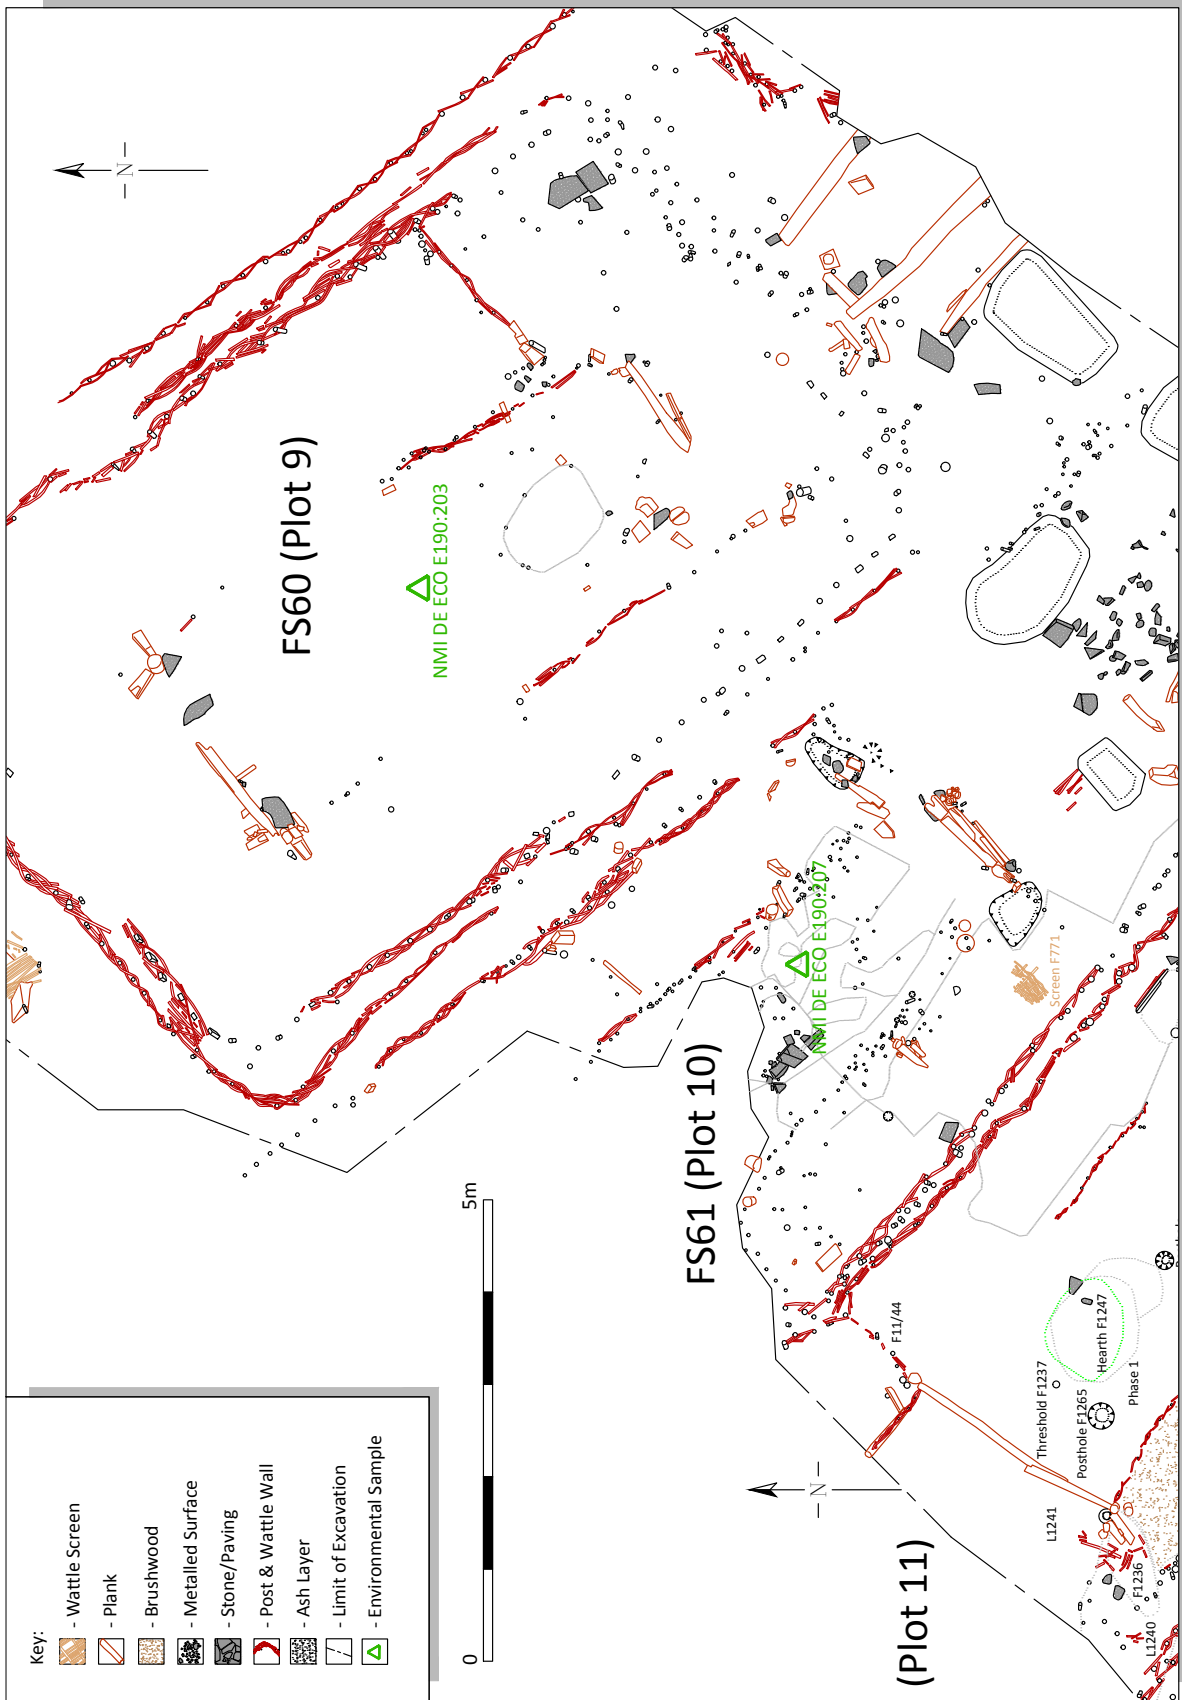 N
FS60 (Plot 9)
NMI DE ECO E190:203
NMI DE ECO E190:207
Screen F771
FS61 (Plot 10)
5m
0
F11/44
Threshold F1237
Hearth F1247
Posthole F1265
Phase 1
N
L1241
F1236
L1240
(Plot 11)
Key:
- Wattle Screen
- Plank
- Brushwood
- Metalled Surface
- Stone/Paving
- Post & Wattle Wall
- Ash Layer
- Limit of Excavation
- Environmental Sample